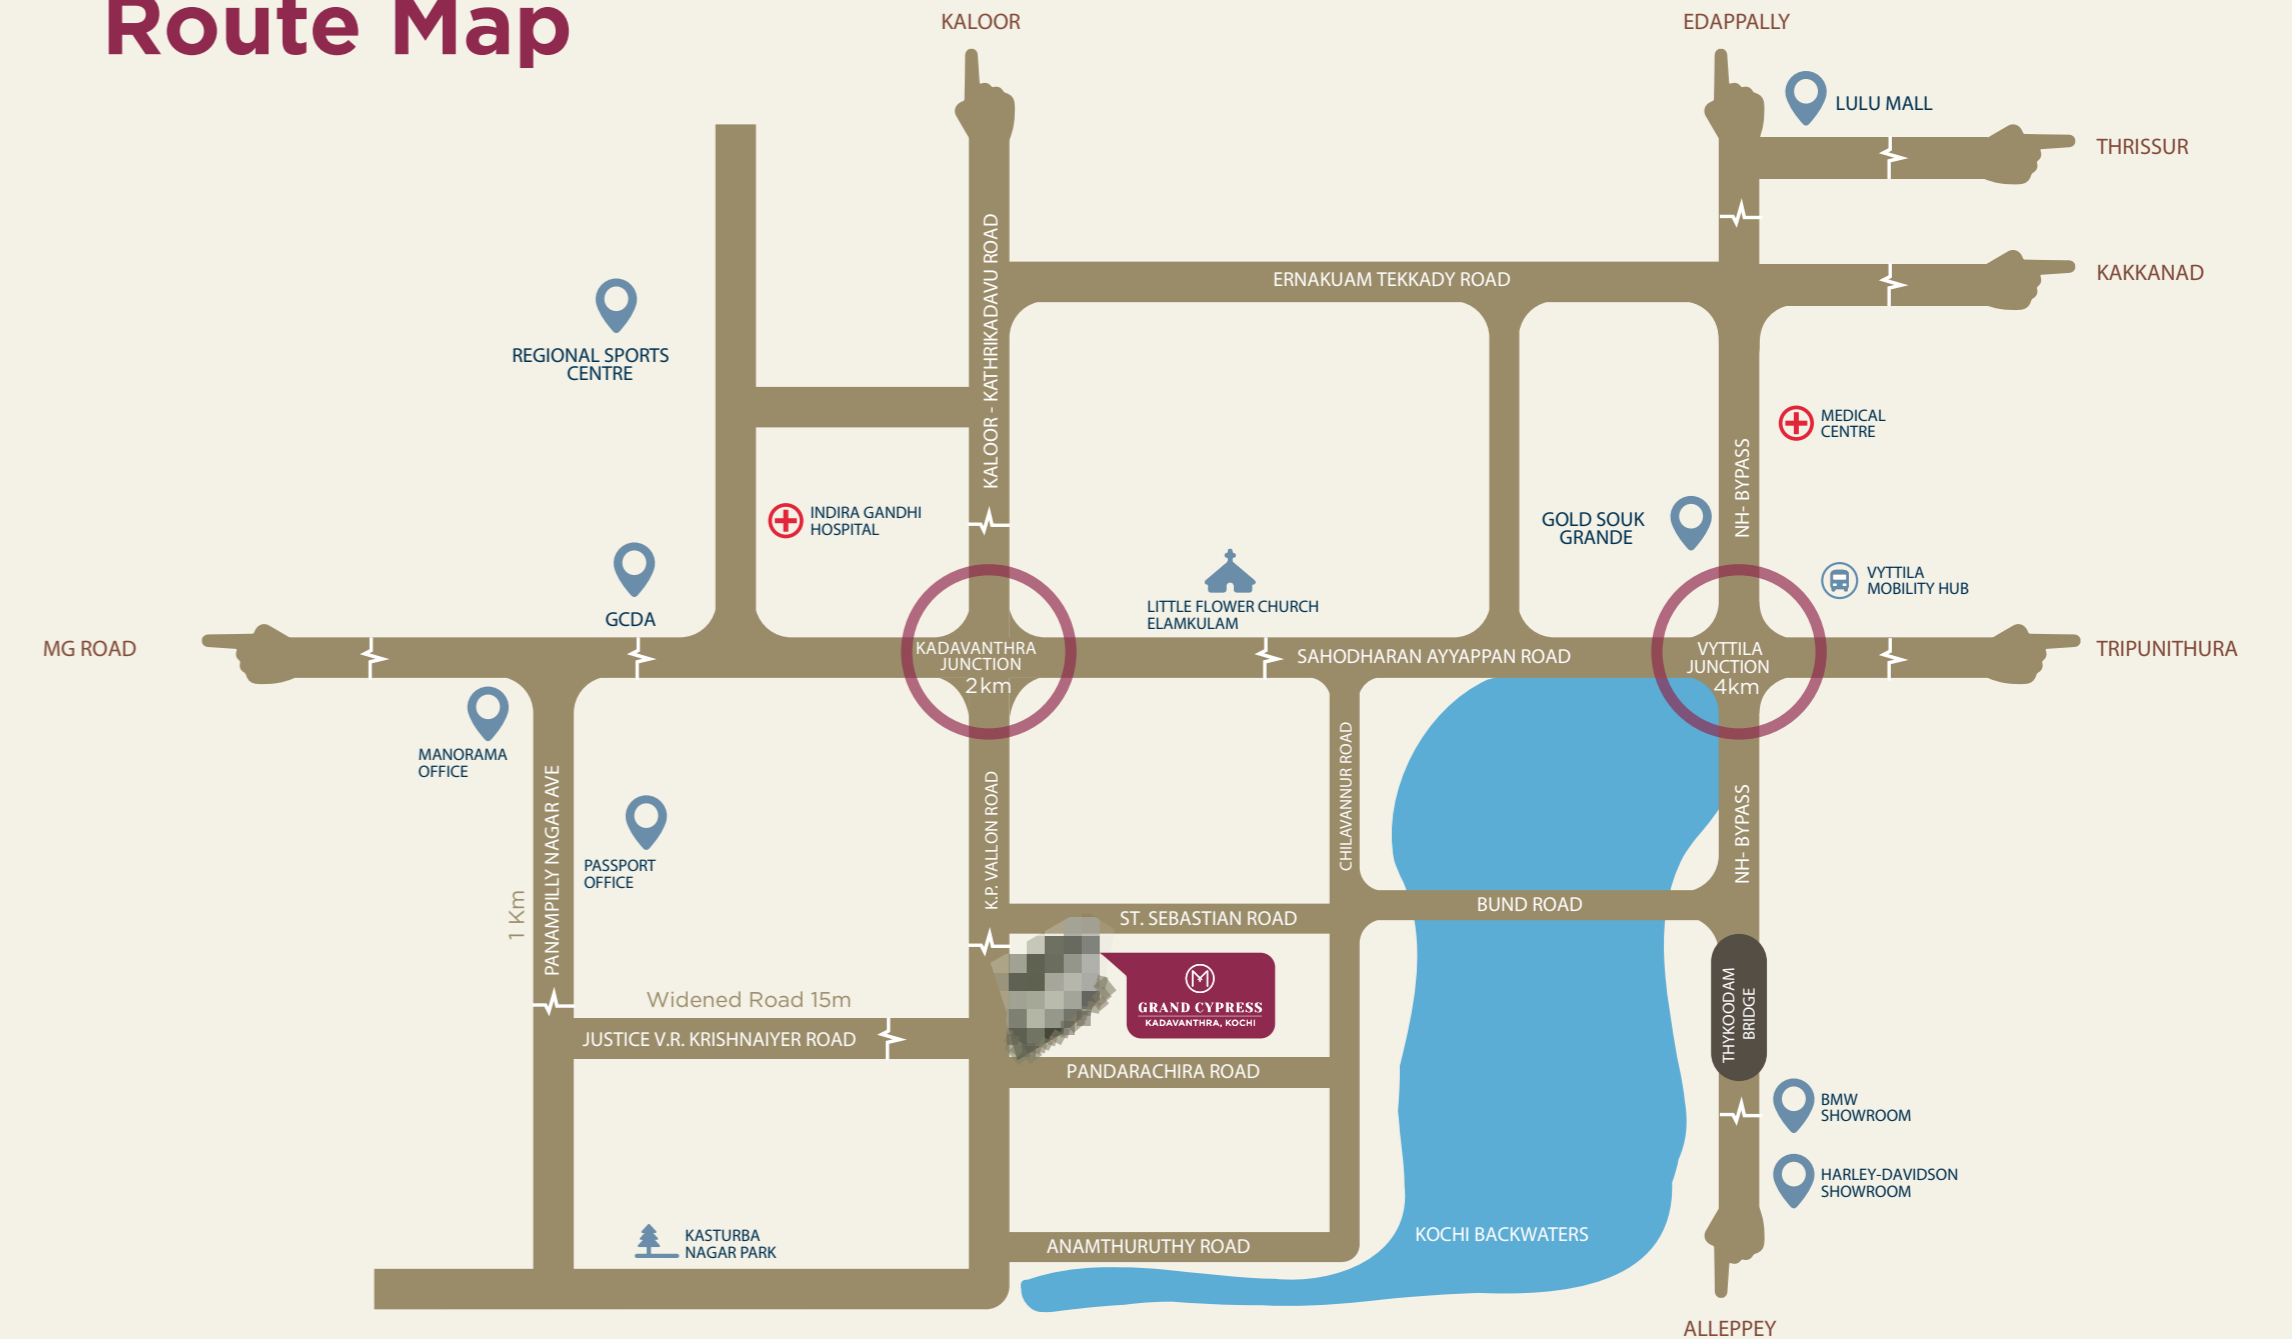 Route Map
KALOOR
EDAPPALLY
LULU MALL
THRISSUR
KALOOR - KATHRIKADAVU ROAD
ERNAKUAM TEKKADY ROAD
KAKKANAD
REGIONAL SPORTS
CENTRE
MEDICAL
CENTRE
NH- BYPASS
INDIRA GANDHI
HOSPITAL
GOLD SOUK
GRANDE
VYTTILA
MOBILITY HUB
GCDA
LITTLE FLOWER CHURCH
ELAMKULAM
MG ROAD
KADAVANTHRA
JUNCTION
2km
SAHODHARAN AYYAPPAN ROAD
VYTTILA
JUNCTION
4km
TRIPUNITHURA
MANORAMA
OFFICE
PANAMPILLY NAGAR AVE
1 Km
PASSPORT
OFFICE
K.P. VALLON ROAD
CHILAVANNUR ROAD
NH- BYPASS
ST. SEBASTIAN ROAD
BUND ROAD
Widened Road 15m
JUSTICE V.R. KRISHNAIYER ROAD
GRAND CYPRESS
KADAVANTHRA, KOCHI
THYKOODAM
BRIDGE
PANDARACHIRA ROAD
BMW
SHOWROOM
HARLEY-DAVIDSON
SHOWROOM
KASTURBA
NAGAR PARK
ANAMTHURUTHY ROAD
KOCHI BACKWATERS
ALLEPPEY